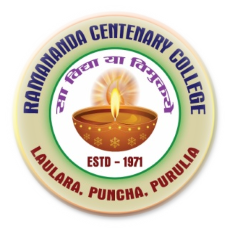 RAMANANDA CENTENARY COLLEGE
सा विद्या या विमुक्तये
ESTD - 1971
LAULARA, PUNCHA, PURULIA